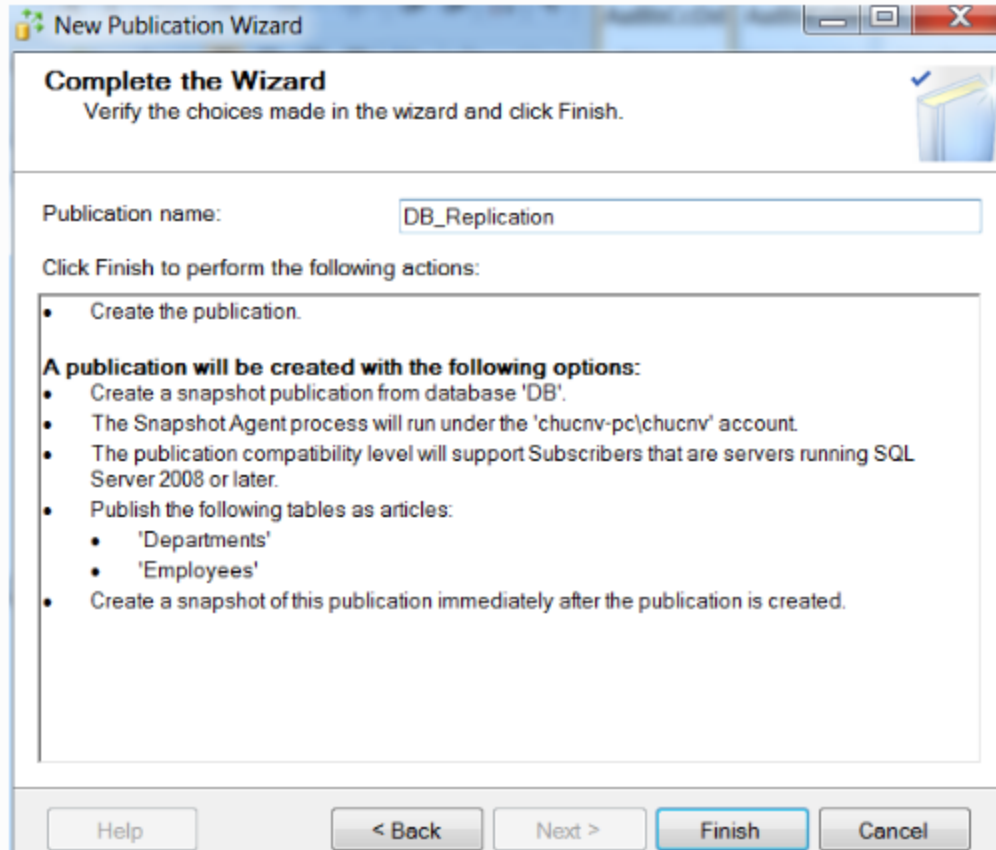 New Publication Wizard
Complete the Wizard
Verify the choices made in the wizard and click Finish.
Publication name:
DB_Replication
Click Finish to perform the following actions:
• Create the publication.
A publication will be created with the following options:
• Create a snapshot publication from database 'DB'.
• The Snapshot Agent process will run under the 'chucnv-pc\chucnv' account.
• The publication compatibility level will support Subscribers that are servers running SQL
Server 2008 or later.
• Publish the following tables as articles:
• 'Departments'
• 'Employees'
• Create a snapshot of this publication immediately after the publication is created.
Help
< Back
Next >
Finish
Cancel